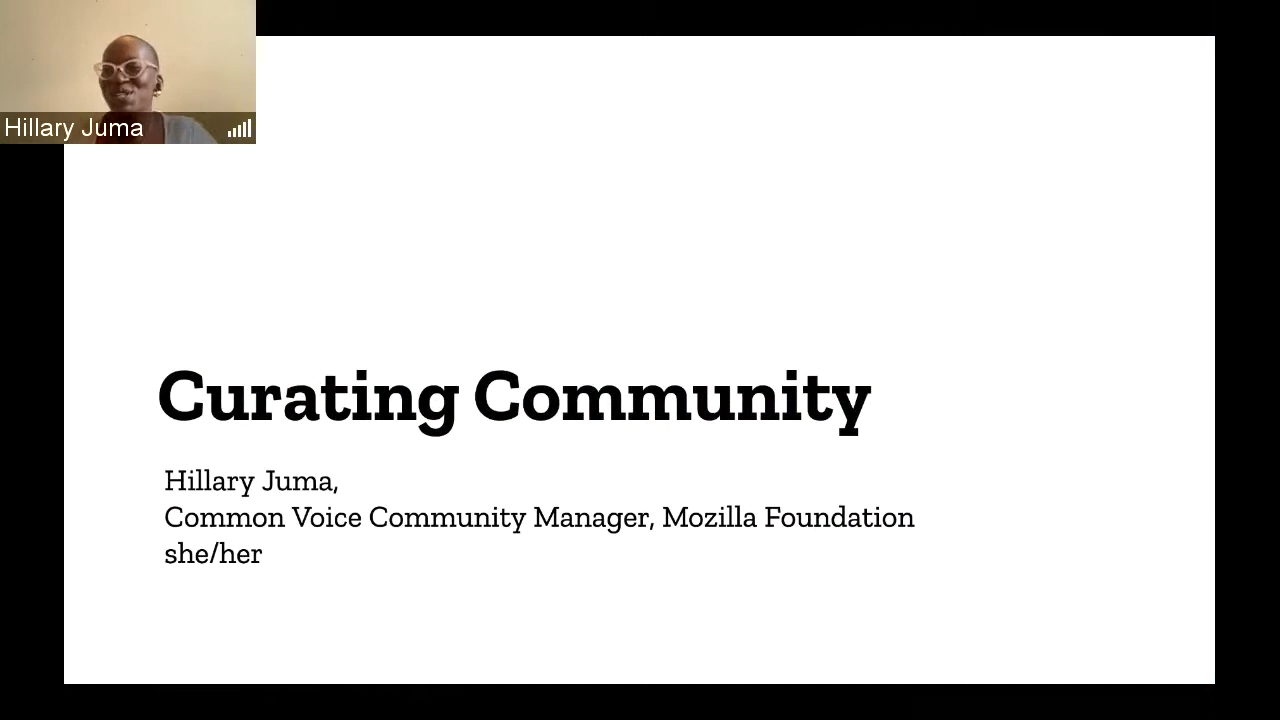 Hillary Juma
Curating Community
Hillary Juma,
Common Voice Community Manager, Mozilla Foundation
she/her